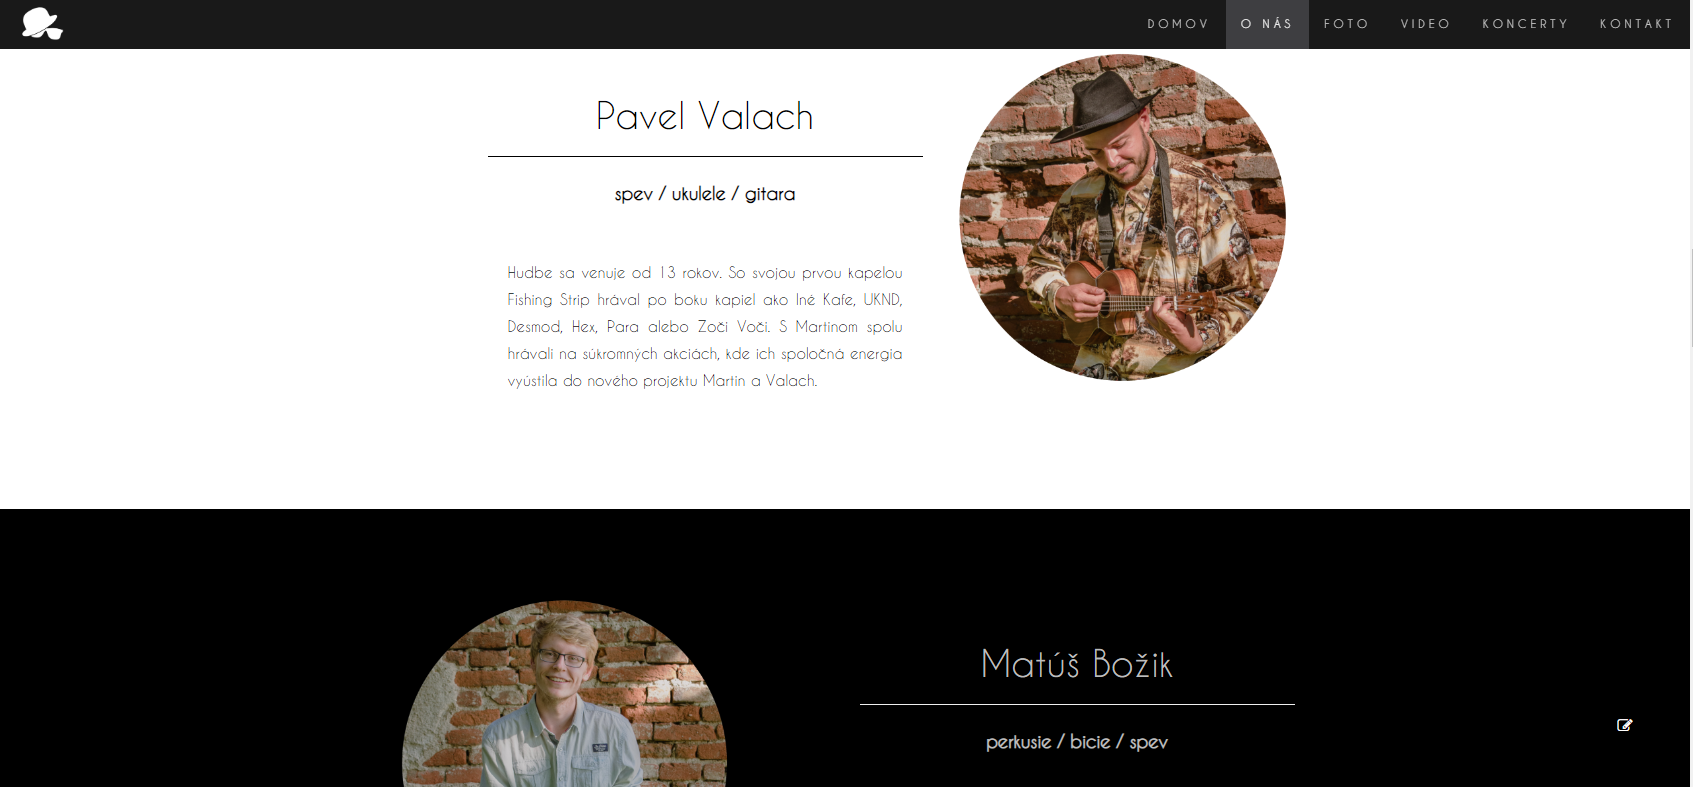 DOMOV
O NÁS
FOTO
VIDEO
KONCERTY
KONTAKT
Pavel Valach
spev / ukulele / gitara
Hudbe sa venuje od 13 rokov. So svojou prvou kapelou
Fishing Strip hrával po boku kapiel ako Iné Kafe, UKND,
Desmod, Hex, Para alebo Zoči Voči. S Martinom spolu
hrávali na súkromných akciách, kde ich spoločná energia
vyústila do nového projektu Martin a Valach.
Matúš Božik
perkusie / bicie / spev